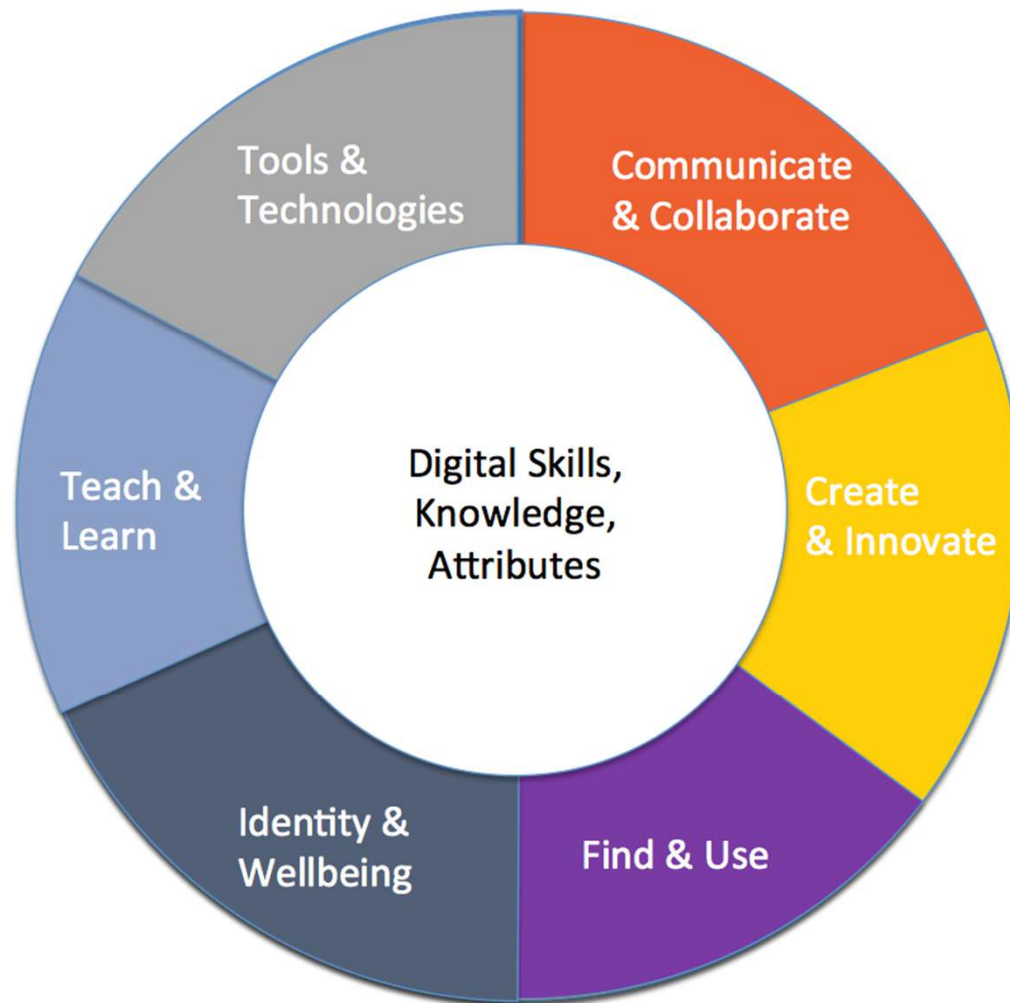 Tools &
Technologies
Communicate
& Collaborate
Teach &
Learn
Digital Skills,
Knowledge,
Attributes
Create
& Innovate
Identity &
Wellbeing
Find & Use